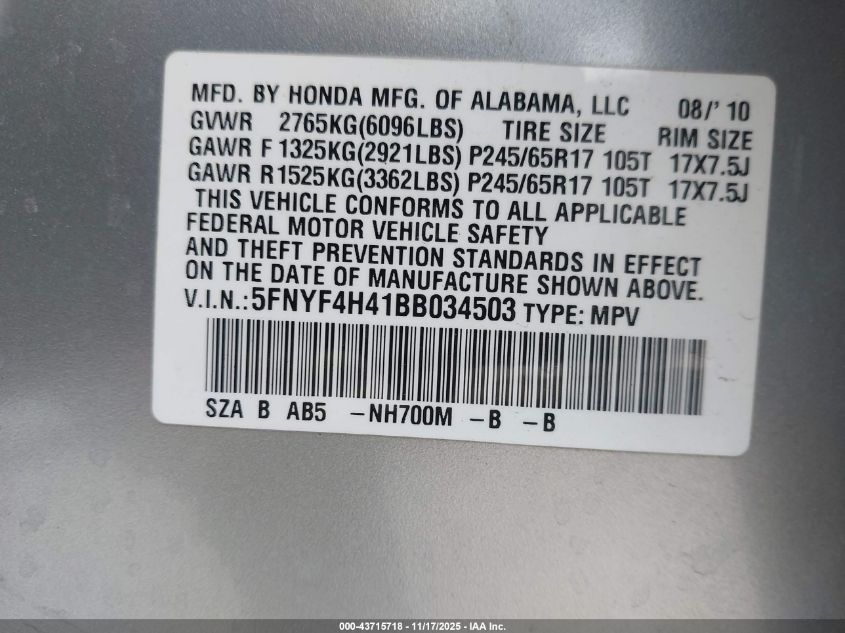 MFD. BY HONDA MFG. OF ALABAMA, LLC 08/' 10
GVWR 2765KG(6096LBS) TIRE SIZE RIM SIZE
GAWR F 1325KG(2921LBS) P245/65R17 105T 17X7.5J
GAWR R1525KG(3362LBS) P245/65R17 105T 17X7.5J
THIS VEHICLE CONFORMS TO ALL APPLICABLE
FEDERAL MOTOR VEHICLE SAFETY
AND THEFT PREVENTION STANDARDS IN EFFECT
ON THE DATE OF MANUFACTURE SHOWN ABOVE.
V.I.N.:5FNYF4H41BB034503 TYPE: MPV
SZA B AB5 -NH700M -B -B
000-43715718 - 11/17/2025 - IAA Inc.